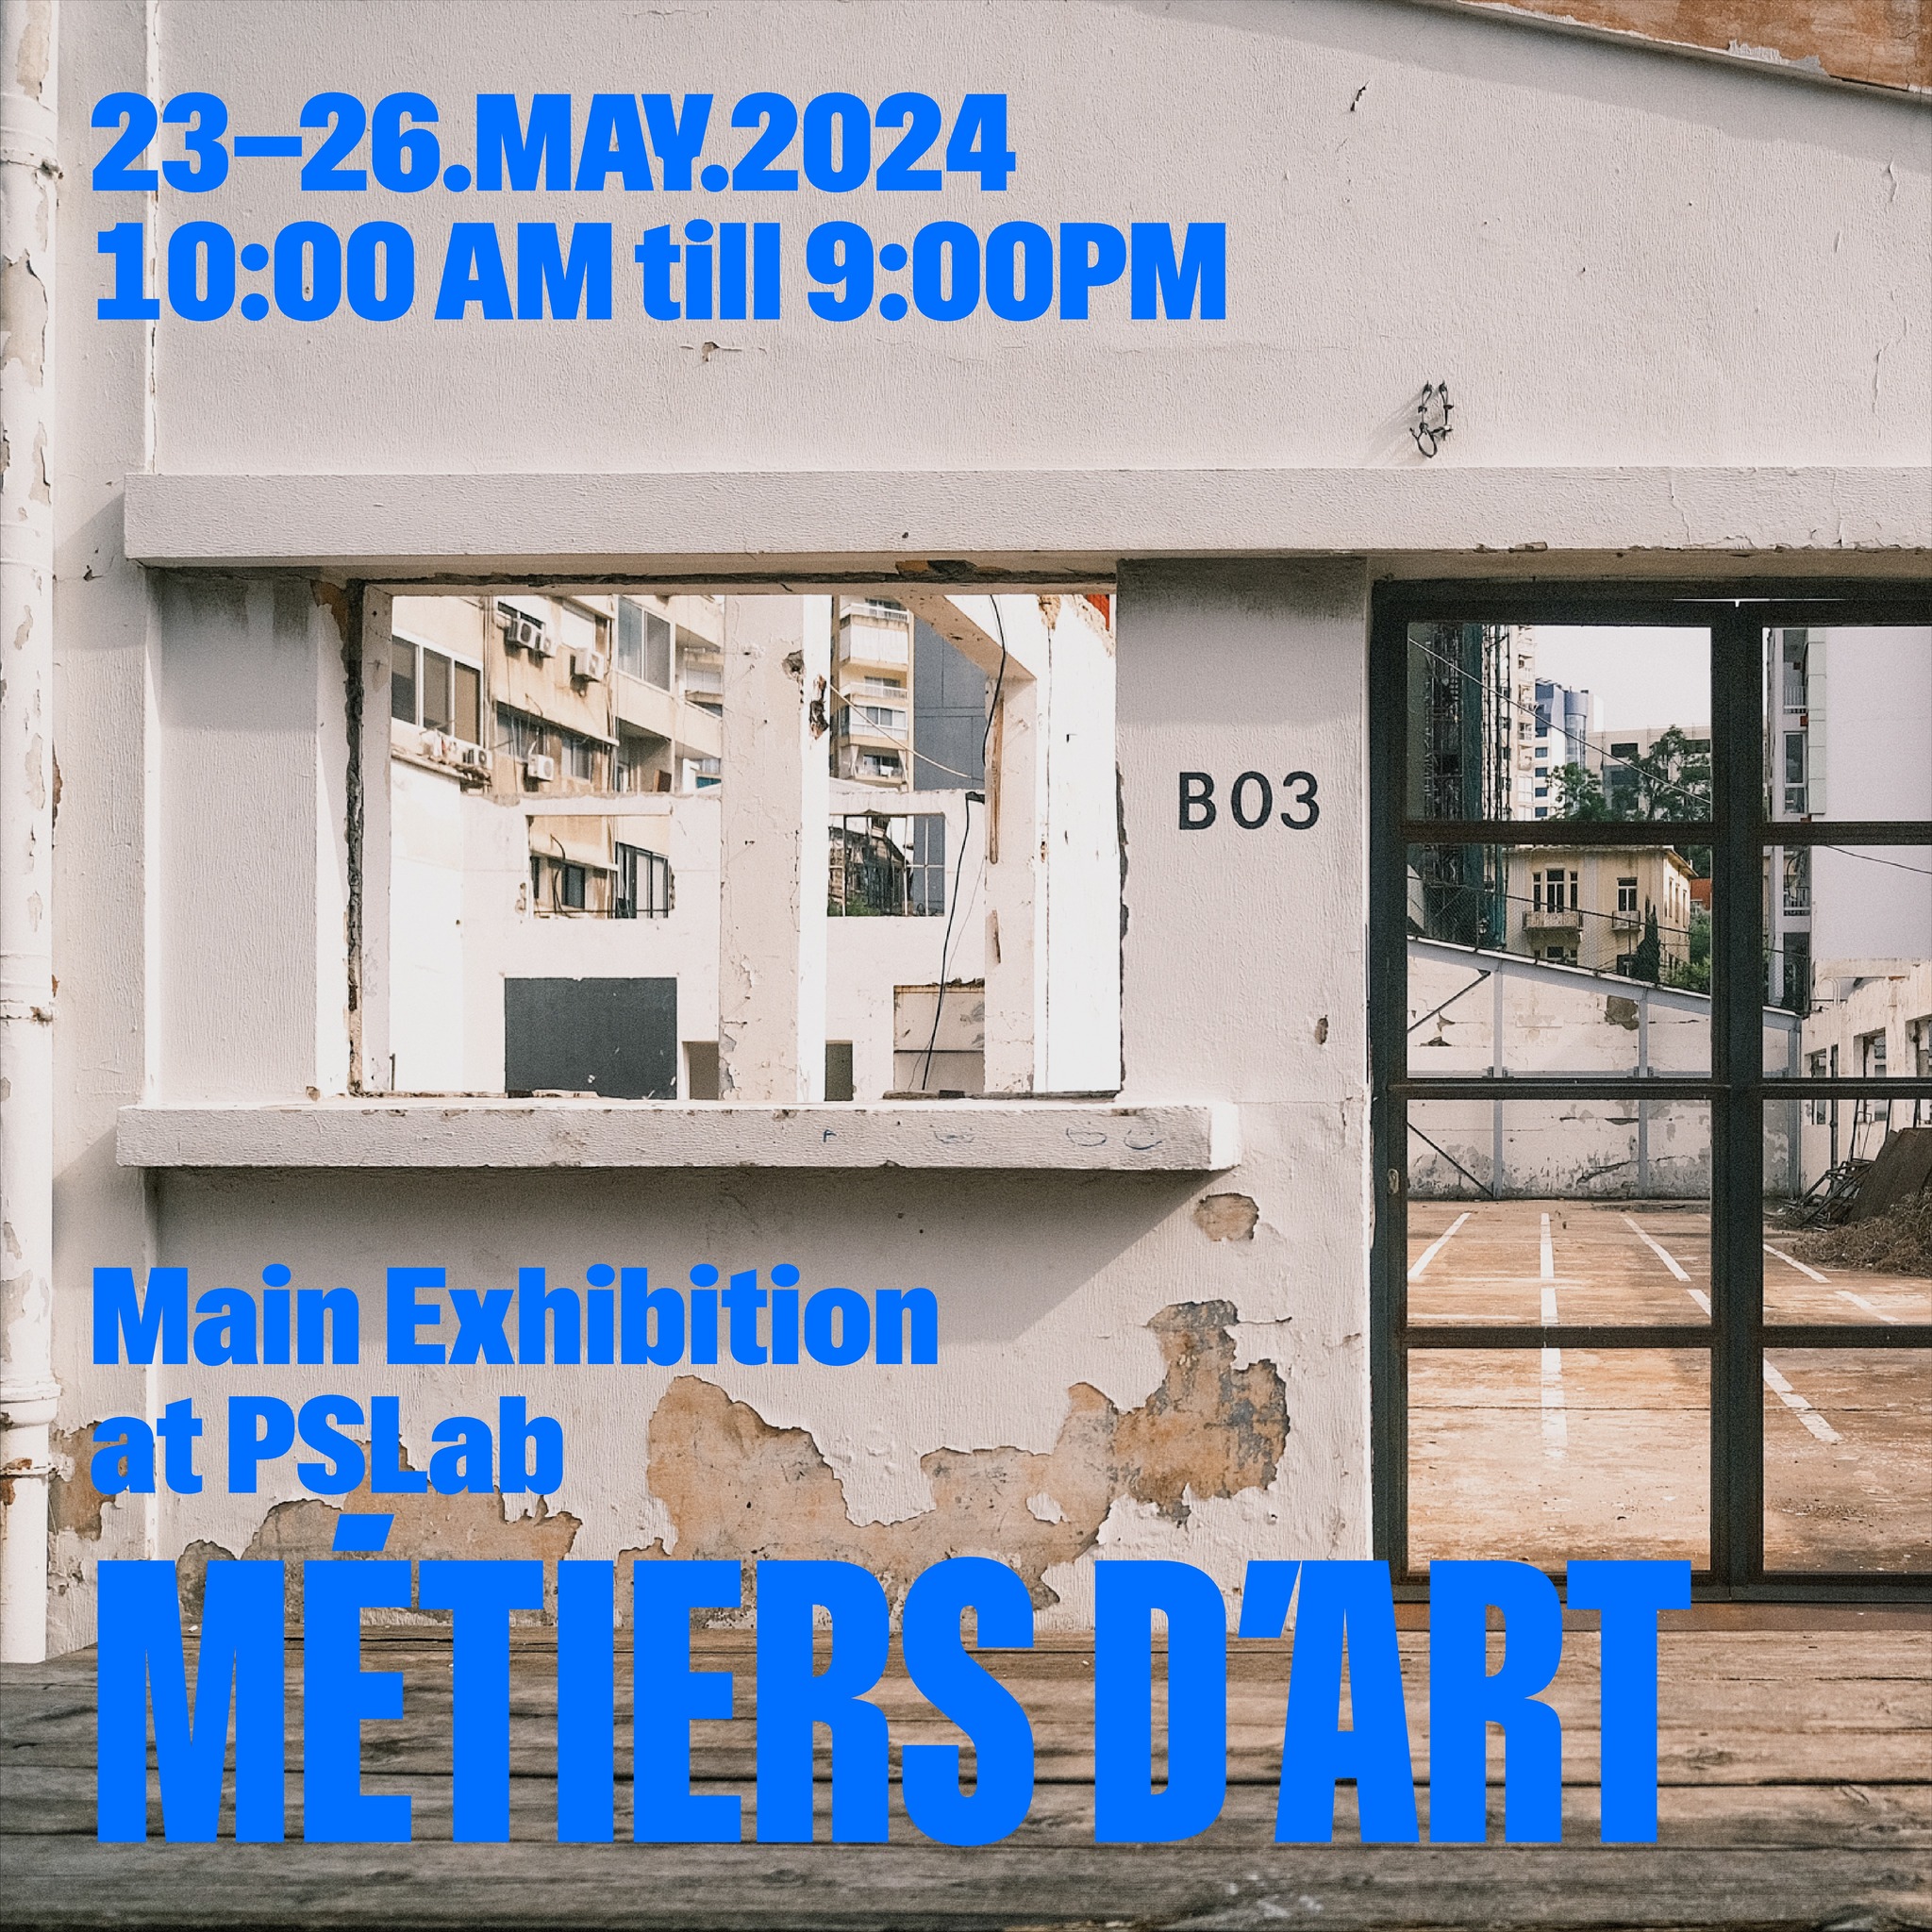 23–26.MAY.2024
10:00 AM till 9:00PM
B03
Main Exhibition
at PSLab
MÉTIERS D'ART